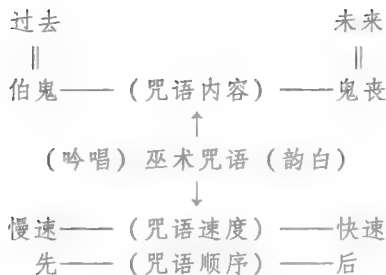 过去 未来
伯鬼——（咒语内容）——鬼丧
（吟唱）巫术咒语（韵白）
慢速——（咒语速度）——快速
先——（咒语顺序）——后